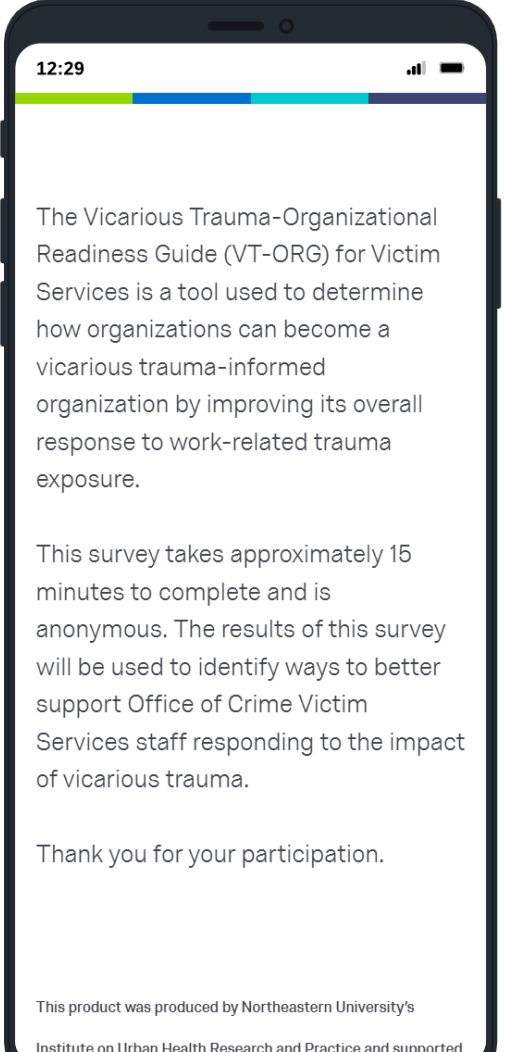 12:29
The Vicarious Trauma-Organizational
Readiness Guide (VT-ORG) for Victim
Services is a tool used to determine
how organizations can become a
vicarious trauma-informed
organization by improving its overall
response to work-related trauma
exposure.
This survey takes approximately 15
minutes to complete and is
anonymous. The results of this survey
will be used to identify ways to better
support Office of Crime Victim
Services staff responding to the impact
of vicarious trauma.
Thank you for your participation.
This product was produced by Northeastern University's
Institute on Urban Health Research and Practice and supported